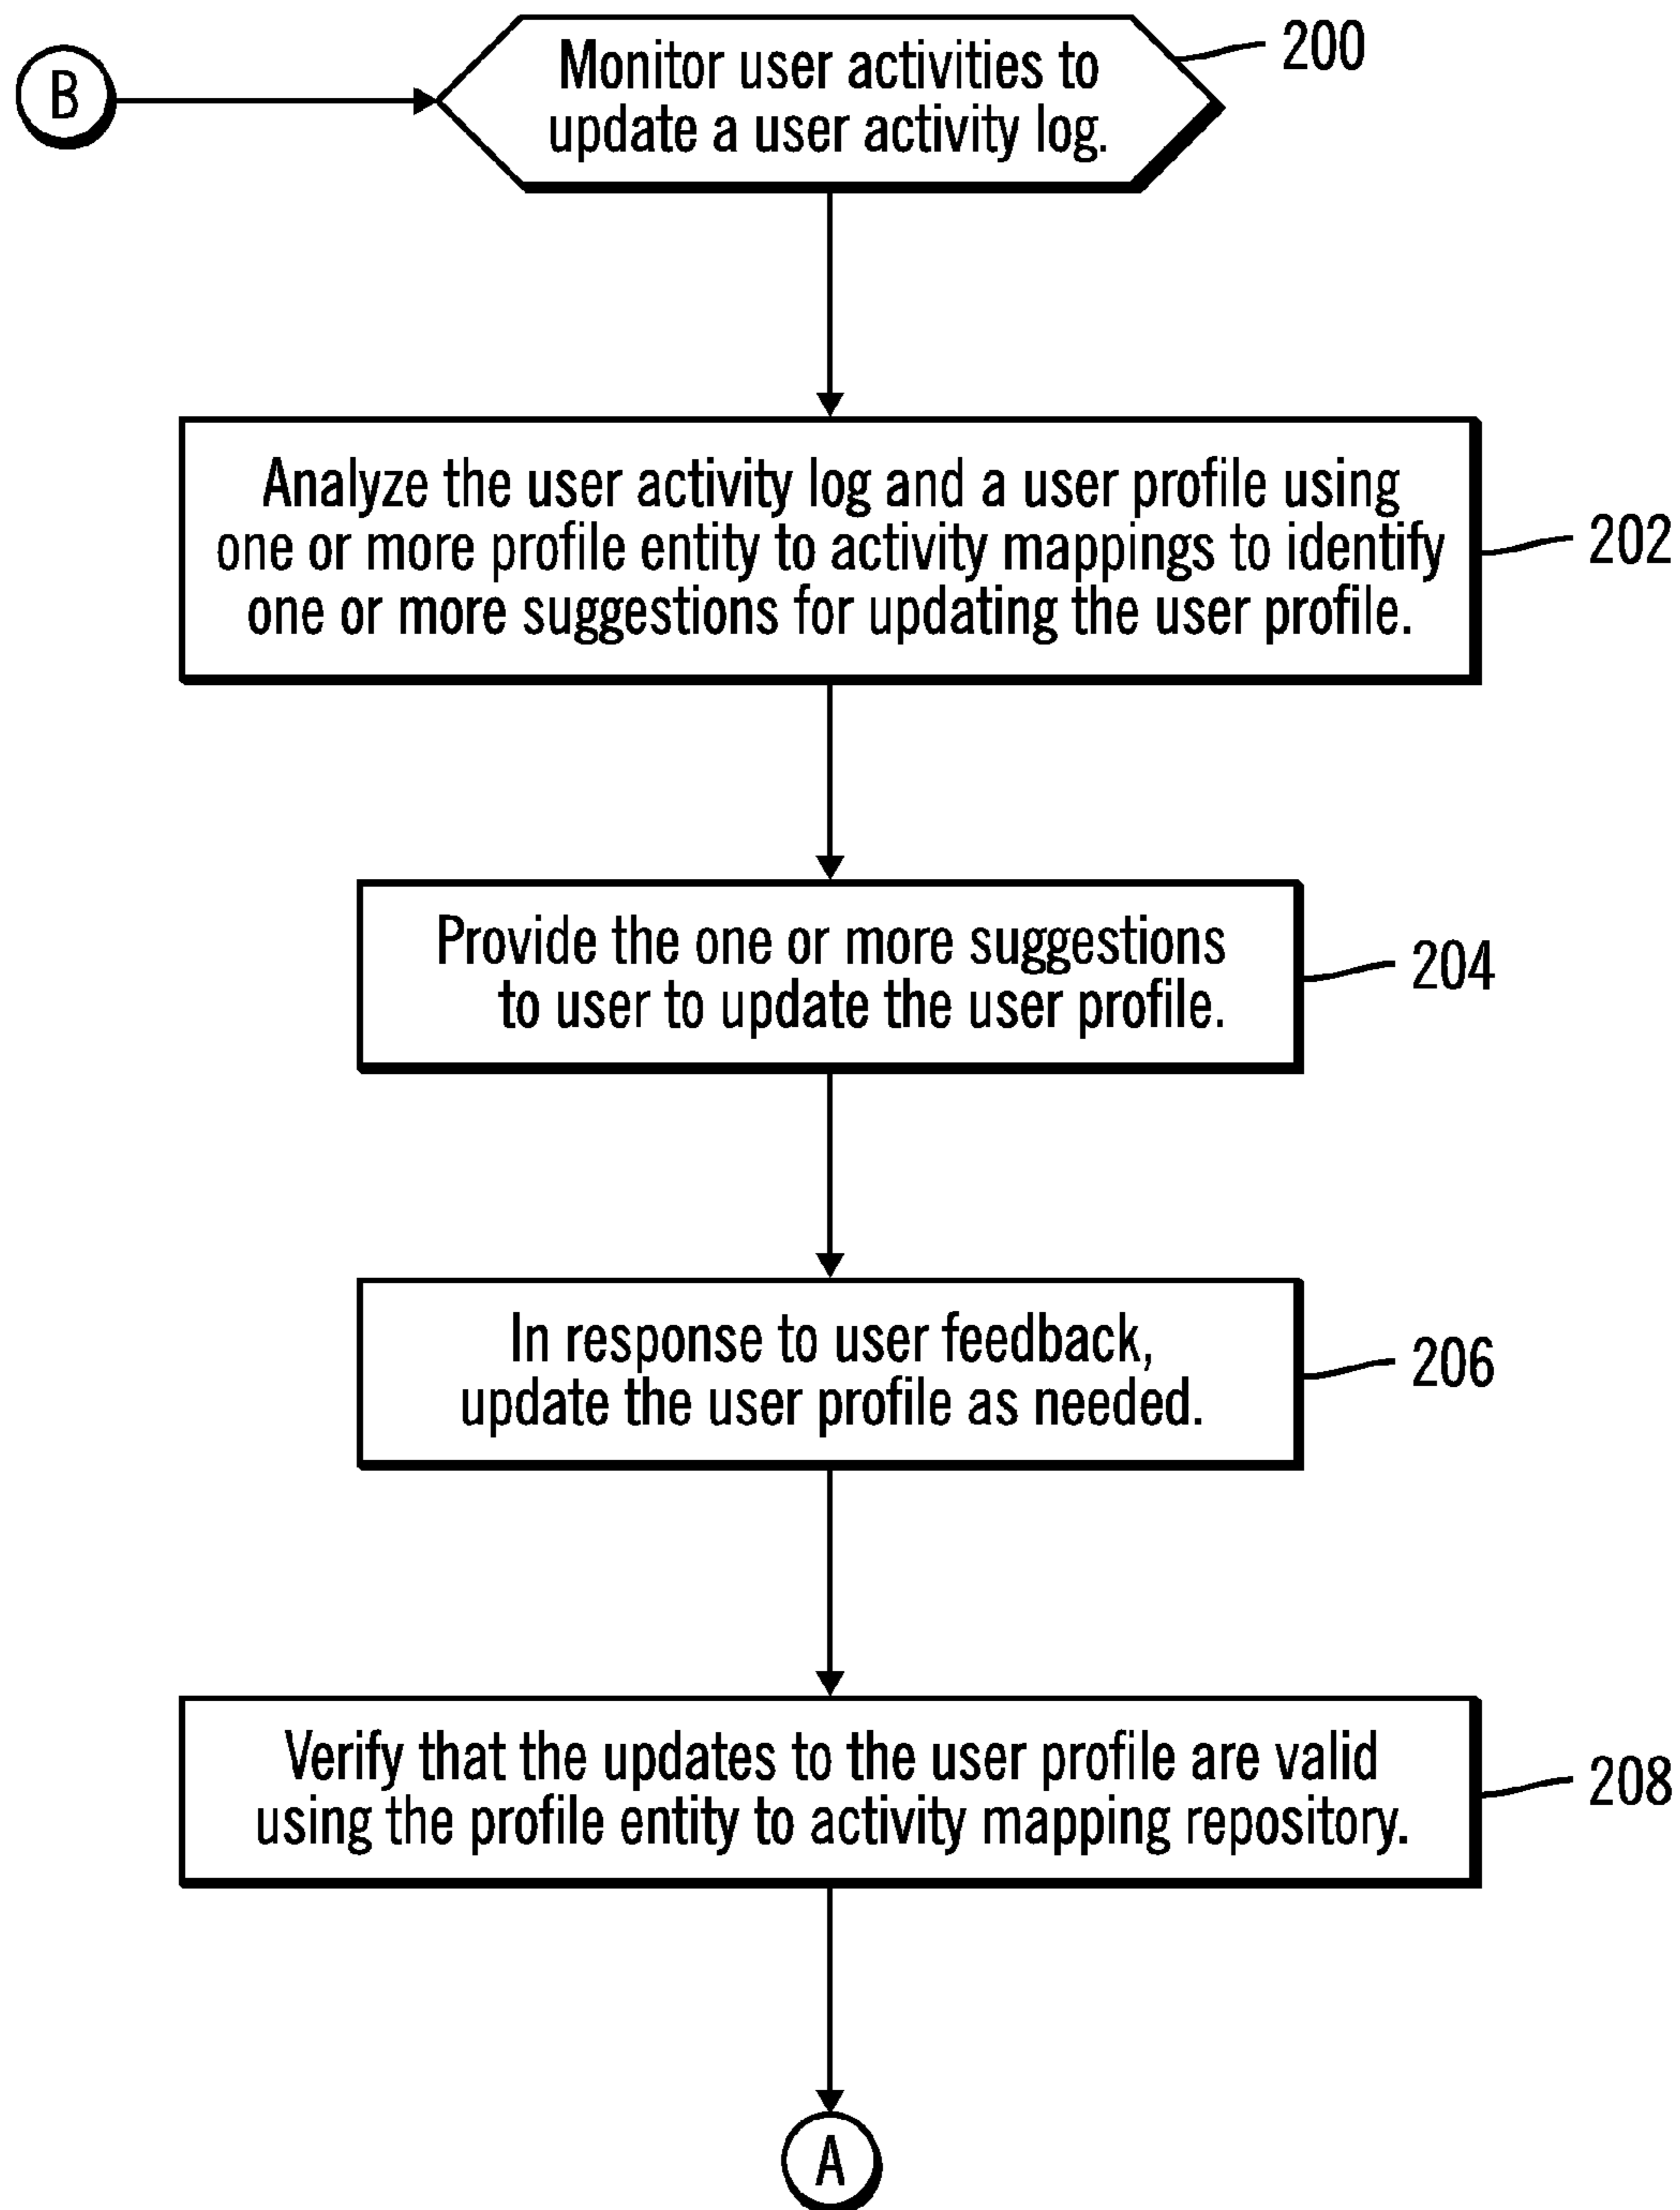 B
Monitor user activities to
update a user activity log.
200
Analyze the user activity log and a user profile using
one or more profile entity to activity mappings to identify
one or more suggestions for updating the user profile.
202
Provide the one or more suggestions
to user to update the user profile.
204
In response to user feedback,
update the user profile as needed.
206
Verify that the updates to the user profile are valid
using the profile entity to activity mapping repository.
208
A